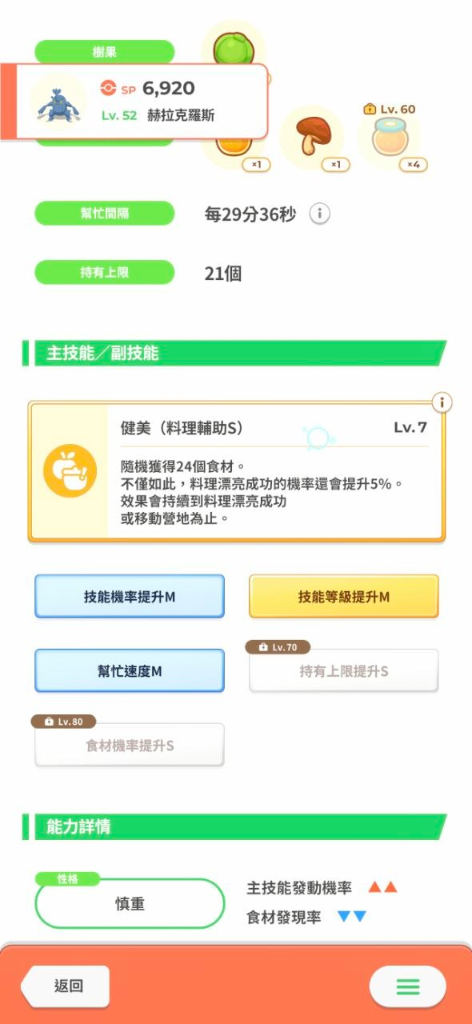 樹果
SP 6,920
Lv. 52 赫拉克羅斯
Lv. 60
×1
×1
×4
幫忙間隔
每29分36秒
i
持有上限
21個
主技能／副技能
i
健美（料理輔助S）
Lv. 7
隨機獲得24個食材。
不僅如此，料理漂亮成功的機率還會提升5%。
效果會持續到料理漂亮成功
或移動營地為止。
技能機率提升M
技能等級提升M
幫忙速度M
Lv. 70
持有上限提升S
Lv. 80
食材機率提升S
能力詳情
性格
慎重
主技能發動機率 ▲▲
食材發現率 ▼▼
返回